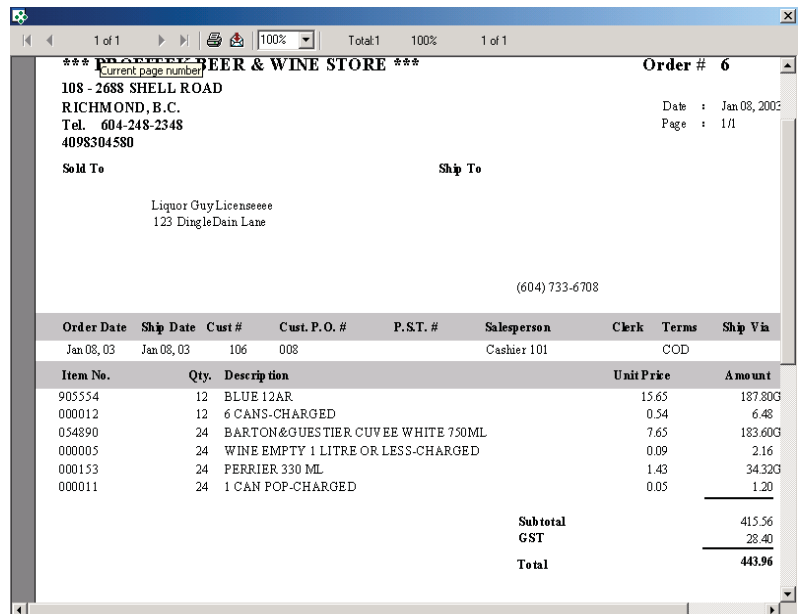 1 of 1 100% Total:1 100% 1 of 1
*** BEER & WINE STORE *** Order # 6
Current page number
108 - 2688 SHELL ROAD
RICHMOND, B.C. Date : Jan 08, 2003
Tel. 604-248-2348 Page : 1/1
4098304580
Sold To Ship To
Liquor Guy Licenseeee
123 DingleDain Lane
(604) 733-6708
Order Date Ship Date Cust # Cust. P.O. # P.S.T. # Salesperson Clerk Terms Ship Via
Jan 08, 03 Jan 08, 03 106 008 Cashier 101 COD
Item No. Qty. Description Unit Price Amount
905554 12 BLUE 12AR 15.65 187.80G
000012 12 6 CANS-CHARGED 0.54 6.48
054890 24 BARTON&GUESTIER CUVEE WHITE 750ML 7.65 183.60G
000005 24 WINE EMPTY 1 LITRE OR LESS-CHARGED 0.09 2.16
000153 24 PERRIER 330 ML 1.43 34.32G
000011 24 1 CAN POP-CHARGED 0.05 1.20
Subtotal 415.56
GST 28.40
Total 443.96